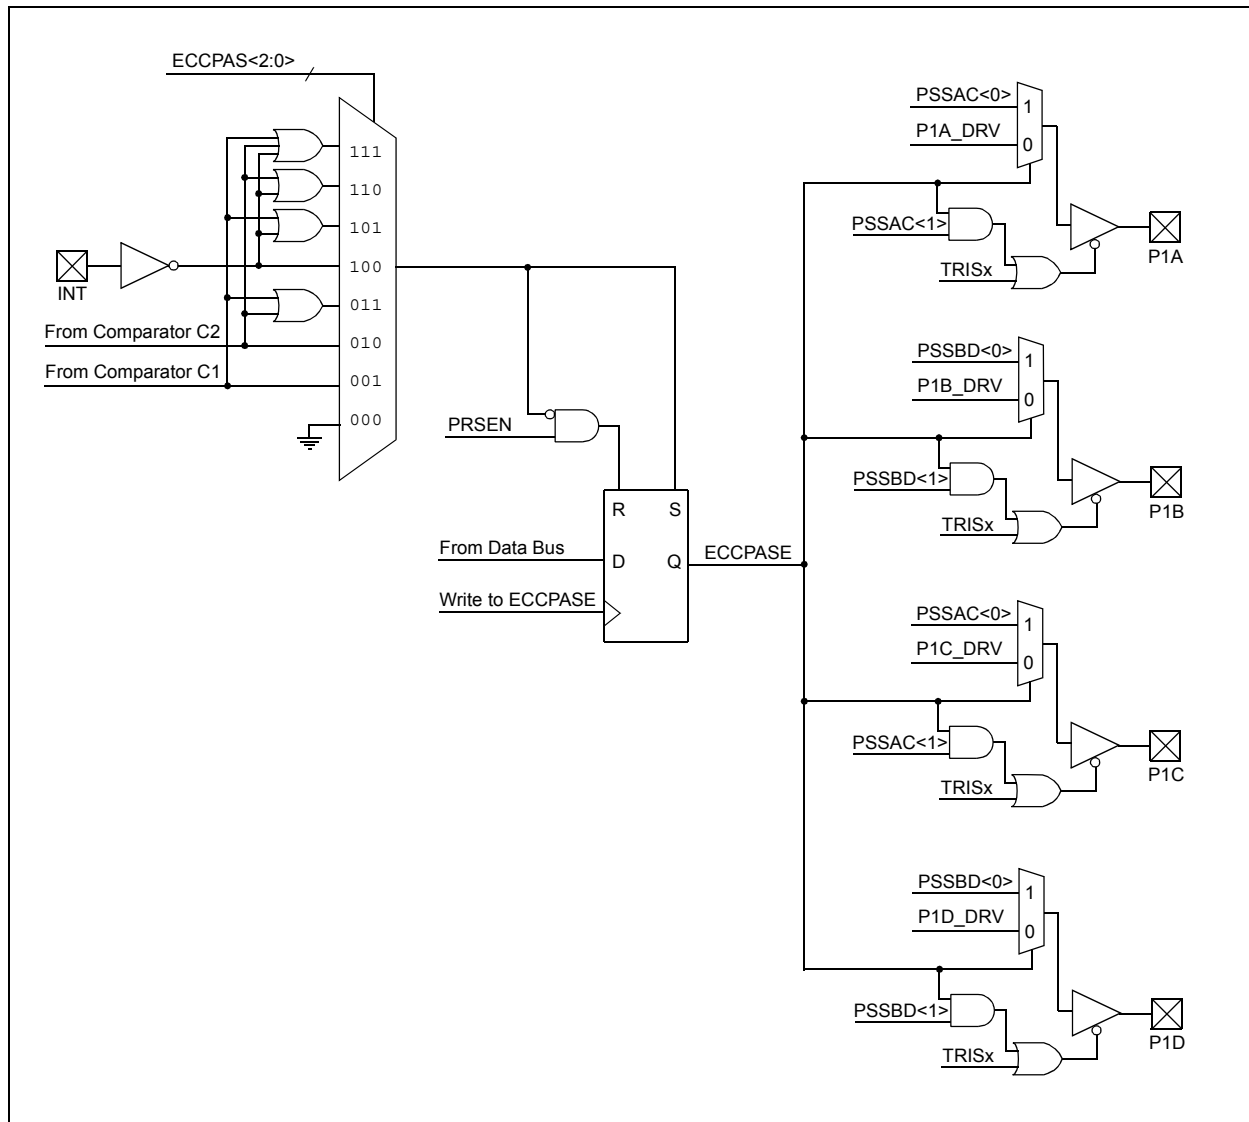 ECCPAS<2:0>
111
110
101
100
011
010
001
000
INT
From Comparator C2
From Comparator C1
PRSEN
R S
From Data Bus
D Q
ECCPASE
Write to ECCPASE
PSSAC<0>
1
P1A_DRV
0
PSSAC<1>
TRISx
P1A
PSSBD<0>
1
P1B_DRV
0
PSSBD<1>
TRISx
P1B
PSSAC<0>
1
P1C_DRV
0
PSSAC<1>
TRISx
P1C
PSSBD<0>
1
P1D_DRV
0
PSSBD<1>
TRISx
P1D